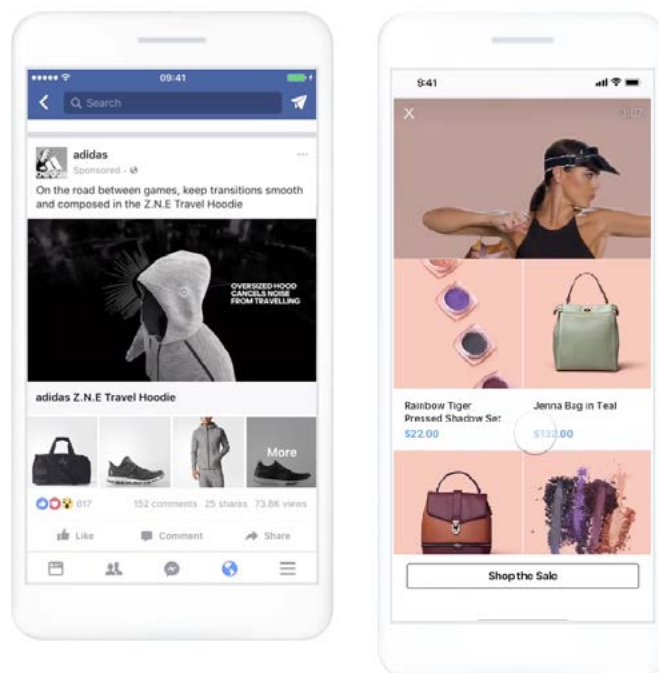 09:41
Search
adidas
Sponsored
On the road between games, keep transitions smooth
and composed in the Z.N.E Travel Hoodie
OVERSIZED HOOD
CANCELS NOISE
FROM TRAVELLING
adidas Z.N.E Travel Hoodie
More
617 152 comments 25 shares 73.8K views
Like Comment Share
9:41
X
Rainbow Tiger
Pressed Shadow Set
$22.00
Jenna Bag in Teal
$132.00
Shop the Sale